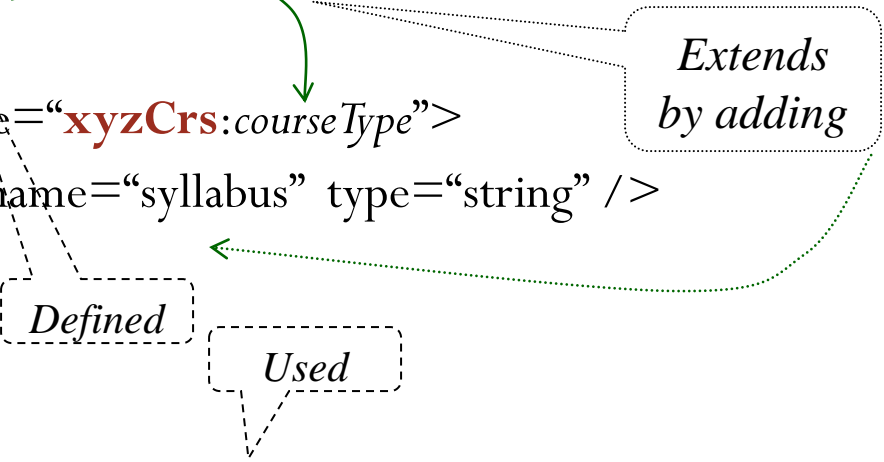 Extends
by adding
e=“xyzCrs:courseType”>
name=“syllabus” type=“string” />
Defined
Used